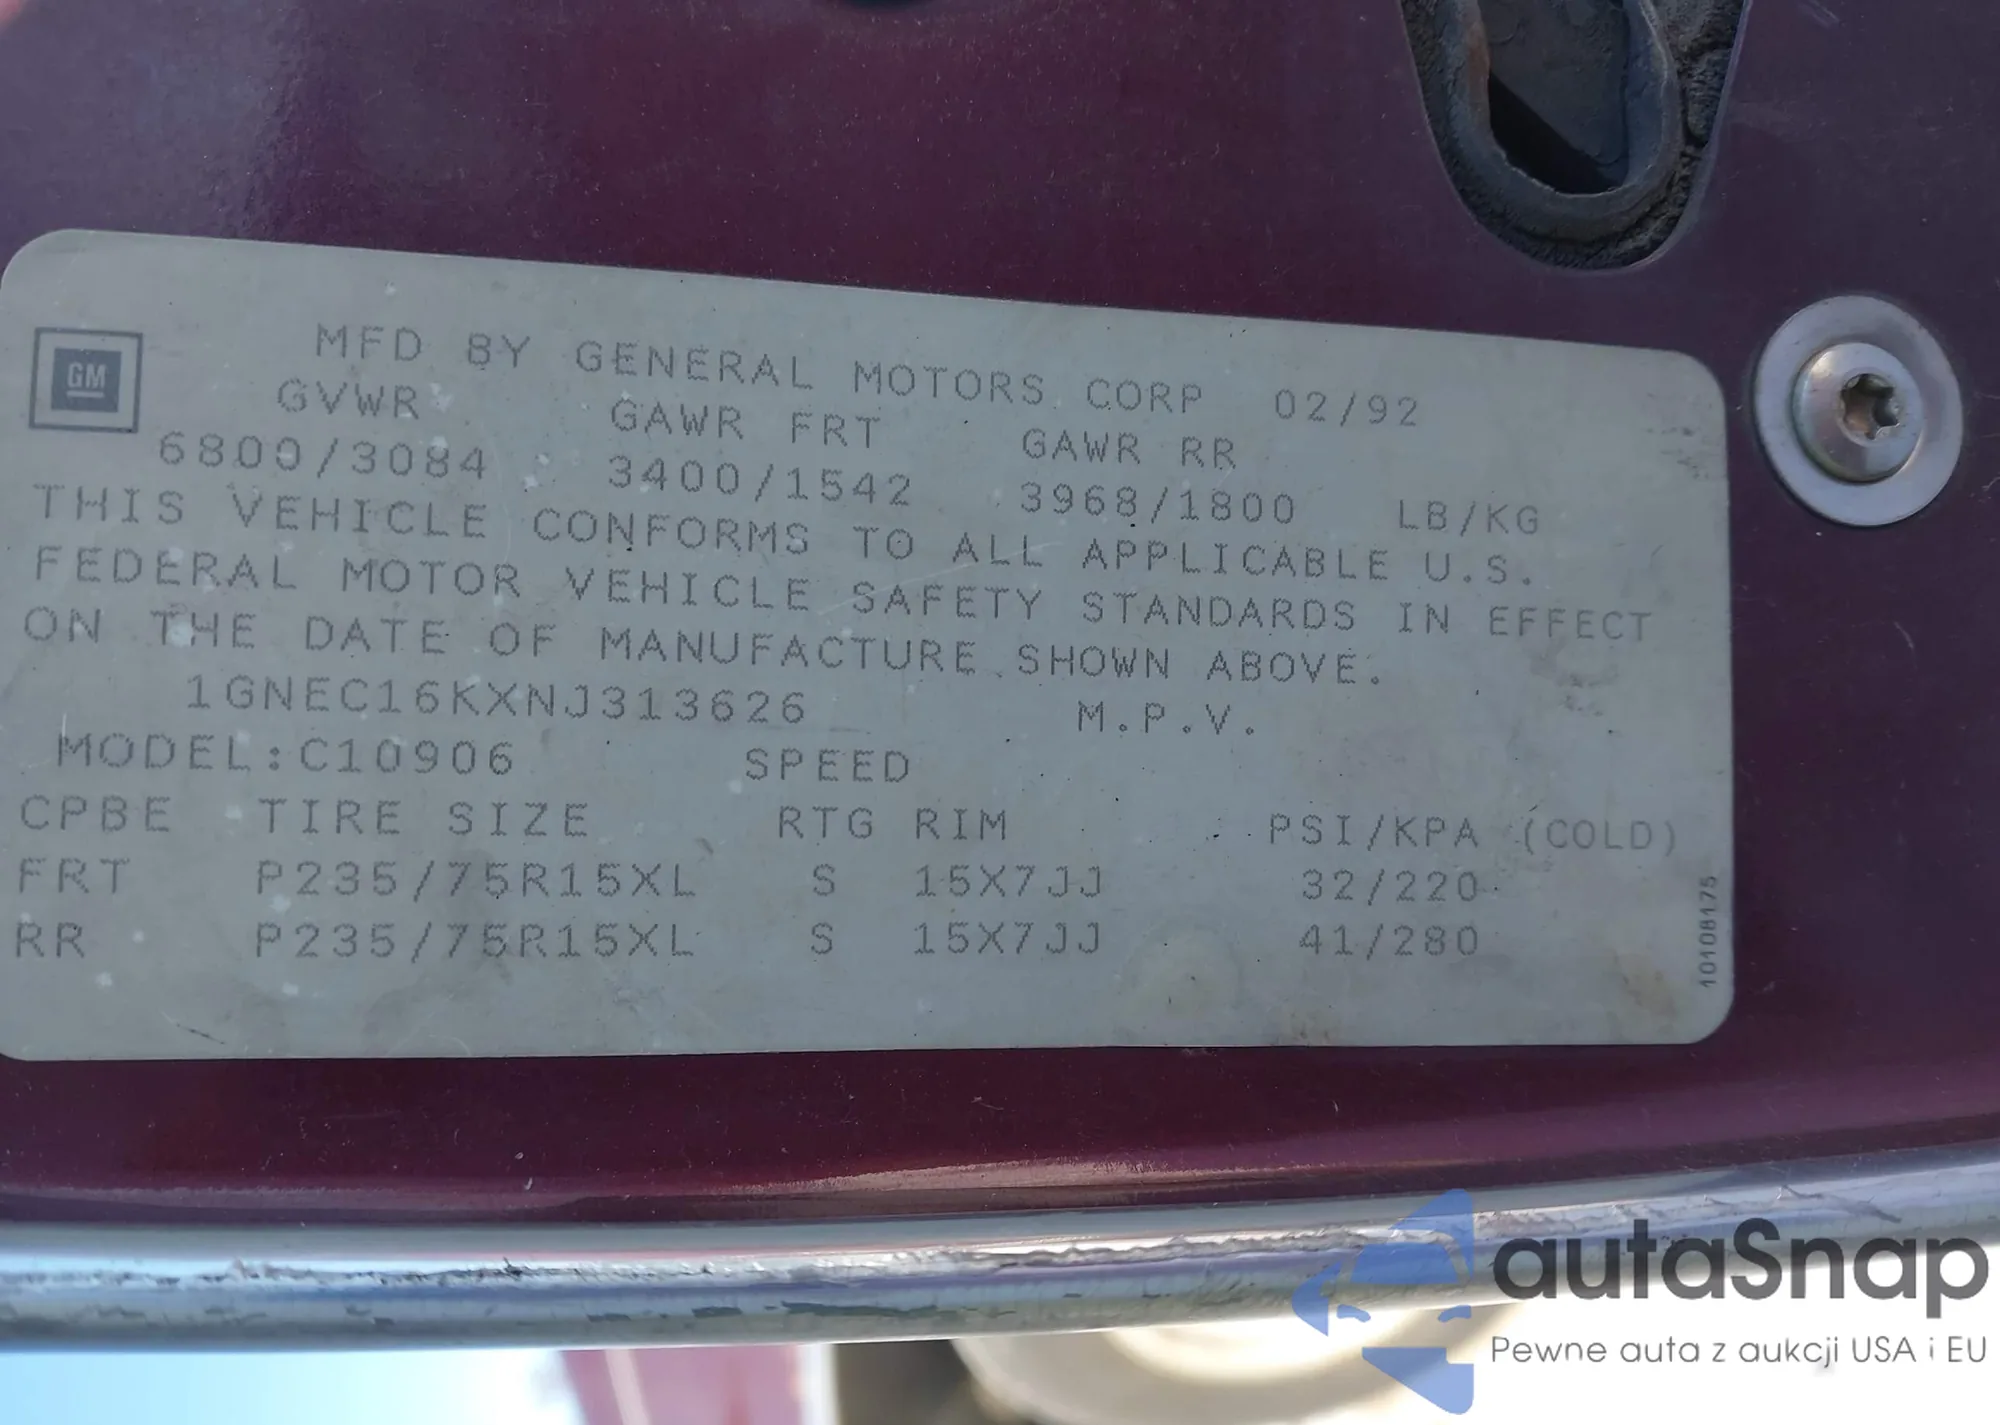 GM
MFD BY GENERAL MOTORS CORP 02/92
GVWR GAWR FRT GAWR RR
6800/3084 3400/1542 3968/1800 LB/KG
THIS VEHICLE CONFORMS TO ALL APPLICABLE U.S.
FEDERAL MOTOR VEHICLE SAFETY STANDARDS IN EFFECT
ON THE DATE OF MANUFACTURE SHOWN ABOVE.
1GNEC16KXNJ313626 M.P.V.
MODEL:C10906 SPEED
CPBE TIRE SIZE RTG RIM PSI/KPA (COLD)
FRT P235/75R15XL S 15X7JJ 32/220
RR P235/75R15XL S 15X7JJ 41/280
10108175
autaSnap
Pewne auta z aukcji USA i EU